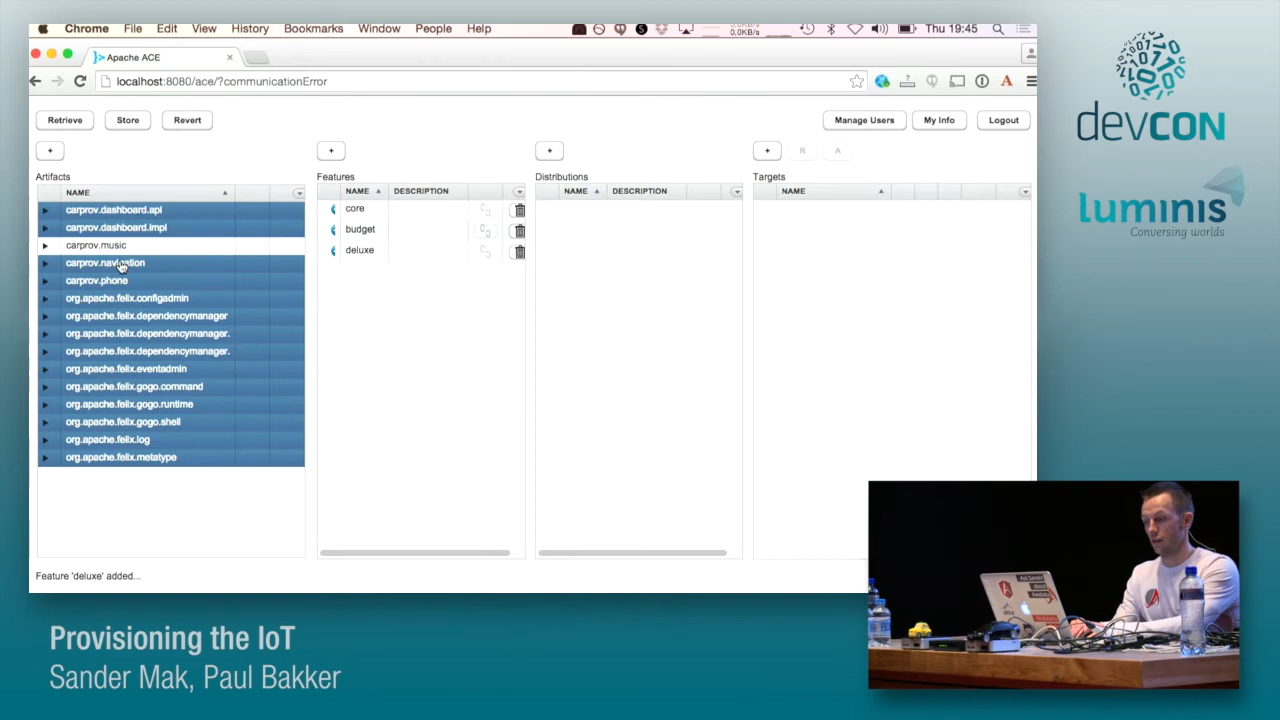 Chrome File Edit View History Bookmarks Window People Help 0.0KB/s Thu 19:45
Apache ACE
localhost:8080/ace/?communicationError
Retrieve Store Revert Manage Users My Info Logout
+ + + + R A
Artifacts Features Distributions Targets
NAME NAME DESCRIPTION NAME DESCRIPTION NAME
carprov.dashboard.api
carprov.dashboard.impl
carprov.music
carprov.navigation
carprov.phone
org.apache.felix.configadmin
org.apache.felix.dependencymanager
org.apache.felix.dependencymanager.
org.apache.felix.dependencymanager.
org.apache.felix.eventadmin
org.apache.felix.gogo.command
org.apache.felix.gogo.runtime
org.apache.felix.gogo.shell
org.apache.felix.log
org.apache.felix.metatype
core
budget
deluxe
Feature 'deluxe' added...
devcon
luminis
Conversing worlds
Provisioning the IoT
Sander Mak, Paul Bakker